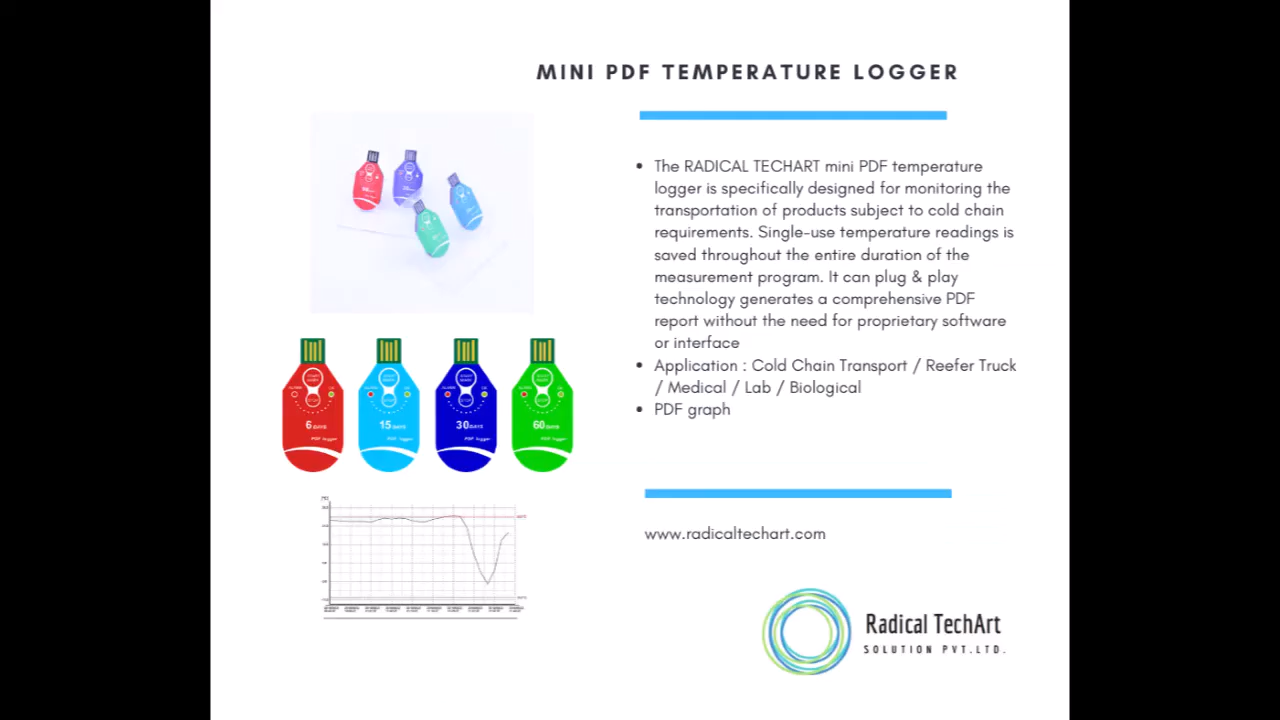 MINI PDF TEMPERATURE LOGGER
The RADICAL TECHART mini PDF temperature
logger is specifically designed for monitoring the
transportation of products subject to cold chain
requirements. Single-use temperature readings is
saved throughout the entire duration of the
measurement program. It can plug & play
technology generates a comprehensive PDF
report without the need for proprietary software
or interface
Application : Cold Chain Transport / Reefer Truck
/ Medical / Lab / Biological
PDF graph
6 DAYS
PDF logger
15 DAYS
PDF logger
30 DAYS
PDF logger
60 DAYS
PDF logger
www.radicaltechart.com
Radical TechArt
SOLUTION PVT.LTD.